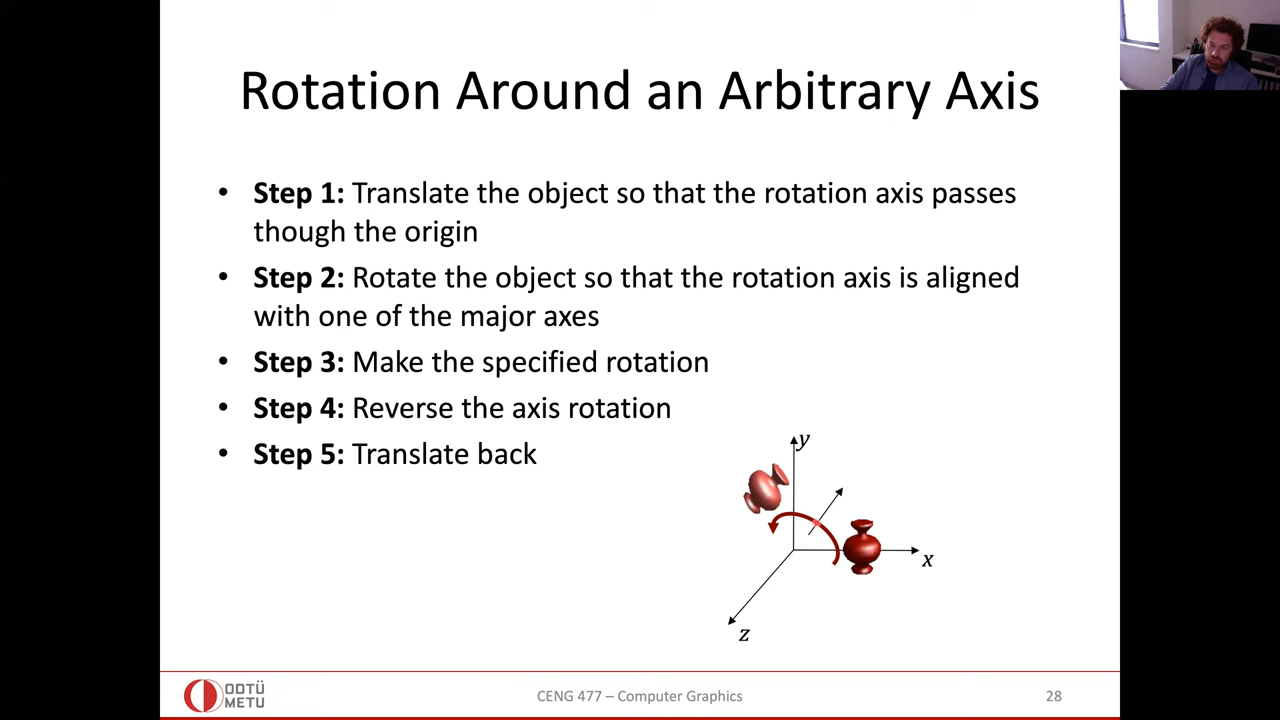 Rotation Around an Arbitrary Axis
• Step 1: Translate the object so that the rotation axis passes
though the origin
• Step 2: Rotate the object so that the rotation axis is aligned
with one of the major axes
• Step 3: Make the specified rotation
• Step 4: Reverse the axis rotation
• Step 5: Translate back
y
x
z
ODTÜ
METU
CENG 477 – Computer Graphics
28